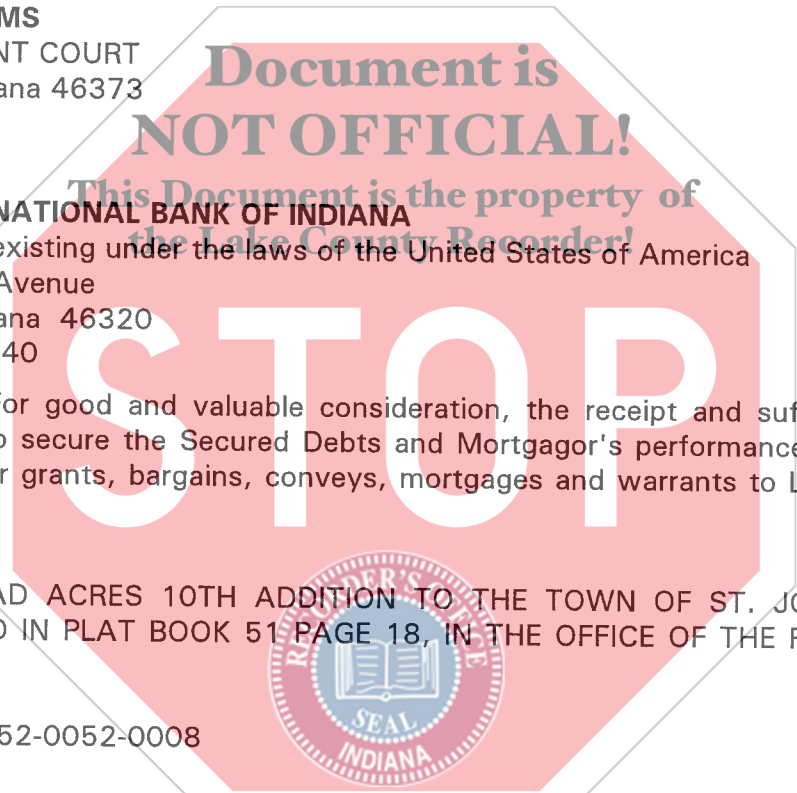 MS
NT COURT
ana 46373
Document is
NOT OFFICIAL!
This Document is the property of
the Lake County Recorder!
NATIONAL BANK OF INDIANA
existing under the laws of the United States of America
Avenue
ana 46320
40
STOP
for good and valuable consideration, the receipt and suf
o secure the Secured Debts and Mortgagor's performance
r grants, bargains, conveys, mortgages and warrants to L
AD ACRES 10TH ADDITION TO THE TOWN OF ST. JO
D IN PLAT BOOK 51 PAGE 18, IN THE OFFICE OF THE R
RECORDER'S OFFICE
SEAL
INDIANA
52-0052-0008